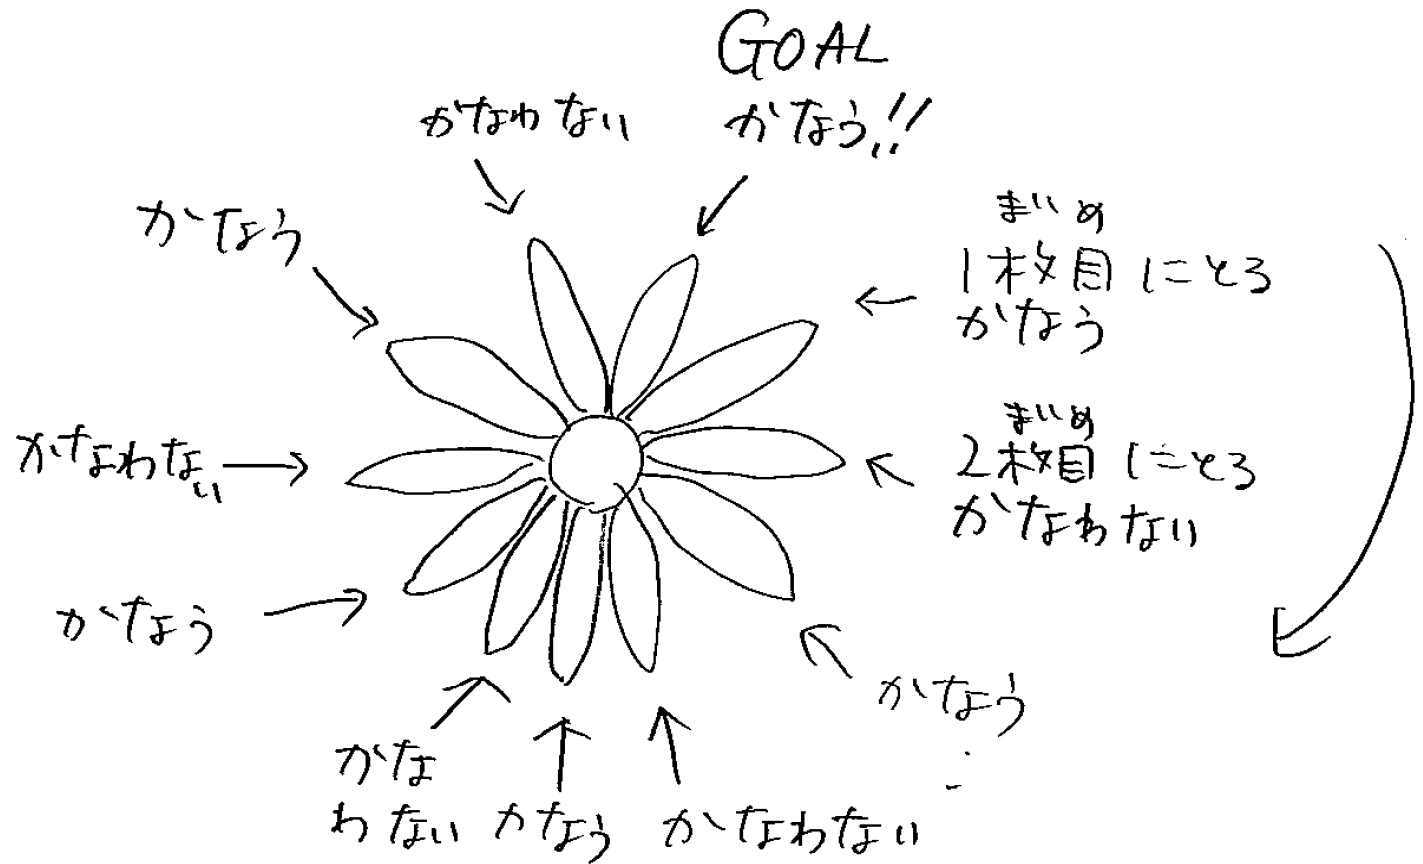 GOAL
かなう!!
まいめ
1枚目にとる
かなう
まいめ
2枚目にとる
かなわない
かなう
かなわない
かなう
かな
わない
かなう
かなわな
い
かなう
かなわない